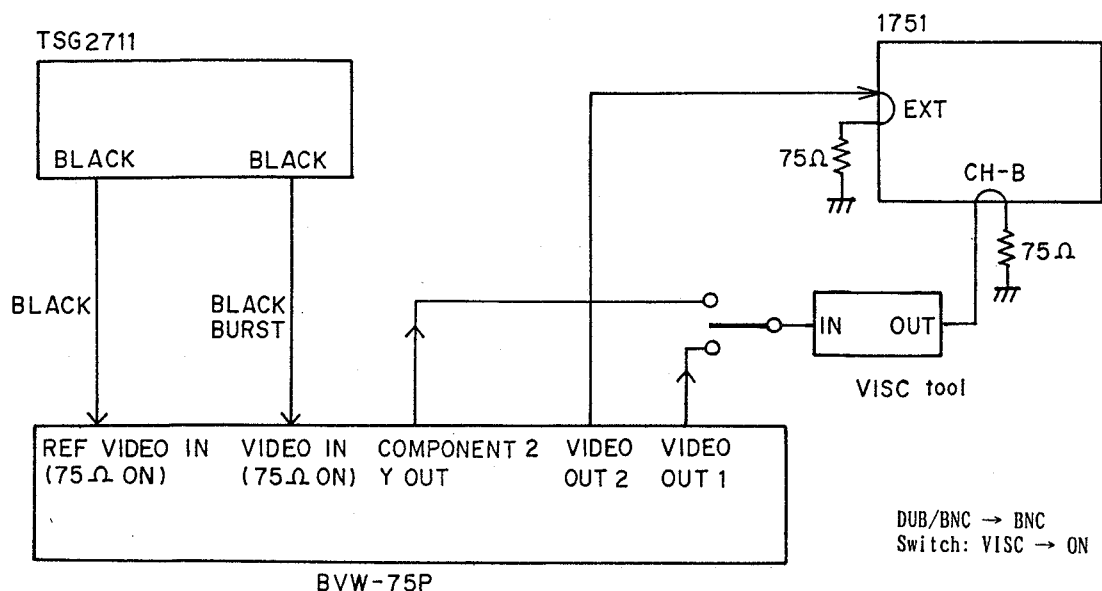 TSG2711
BLACK BLACK
1751
EXT
75Ω
CH-B
75Ω
BLACK
BLACK
BURST
IN OUT
VISC tool
REF VIDEO IN
(75Ω ON)
VIDEO IN
(75Ω ON)
COMPONENT 2
Y OUT
VIDEO
OUT 2
VIDEO
OUT 1
DUB/BNC → BNC
Switch: VISC → ON
BVW-75P